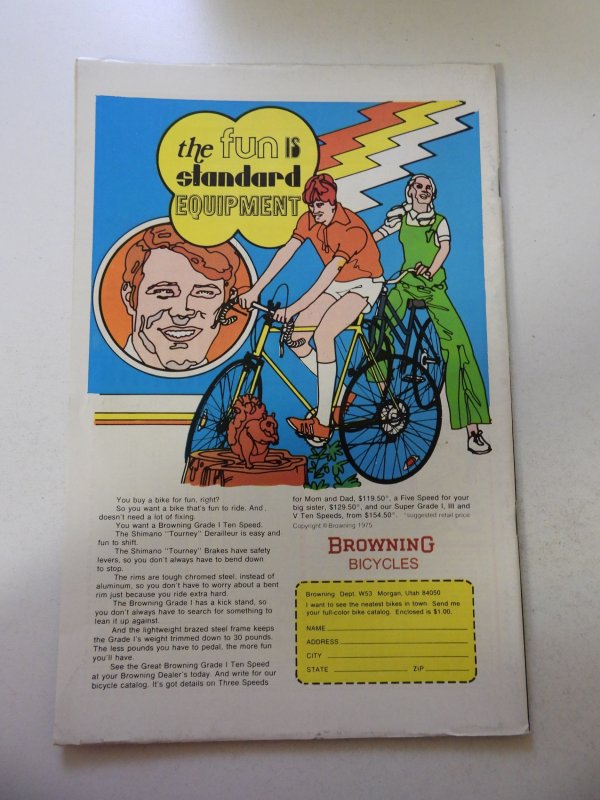 the fun IS
standard
EQUIPMENT
You buy a bike for fun, right?
So you want a bike that's fun to ride. And.
doesn't need a lot of fixing.
You want a Browning Grade I Ten Speed.
The Shimano "Tourney" Derailleur is easy and
fun to shift.
The Shimano "Tourney" Brakes have safety
levers, so you don't always have to bend down
to stop.
The rims are tough chromed steel, instead of
aluminum, so you don't have to worry about a bent
rim just because you ride extra hard.
The Browning Grade I has a kick stand, so
you don't always have to search for something to
lean it up against.
And the lightweight brazed steel frame keeps
the Grade I's weight trimmed down to 30 pounds.
The less pounds you have to pedal, the more fun
you'll have.
See the Great Browning Grade I Ten Speed
at your Browning Dealer's today. And write for our
bicycle catalog. It's got details on Three Speeds
for Mom and Dad, $119.50*, a Five Speed for your
big sister, $129.50*, and our Super Grade I, III and
V Ten Speeds, from $154.50*. *suggested retail price
Copyright © Browning 1975
BROWNING
BICYCLES
Browning Dept. W53 Morgan, Utah 84050
I want to see the neatest bikes in town. Send me
your full-color bike catalog. Enclosed is $1.00.
NAME
ADDRESS
CITY
STATE ZIP